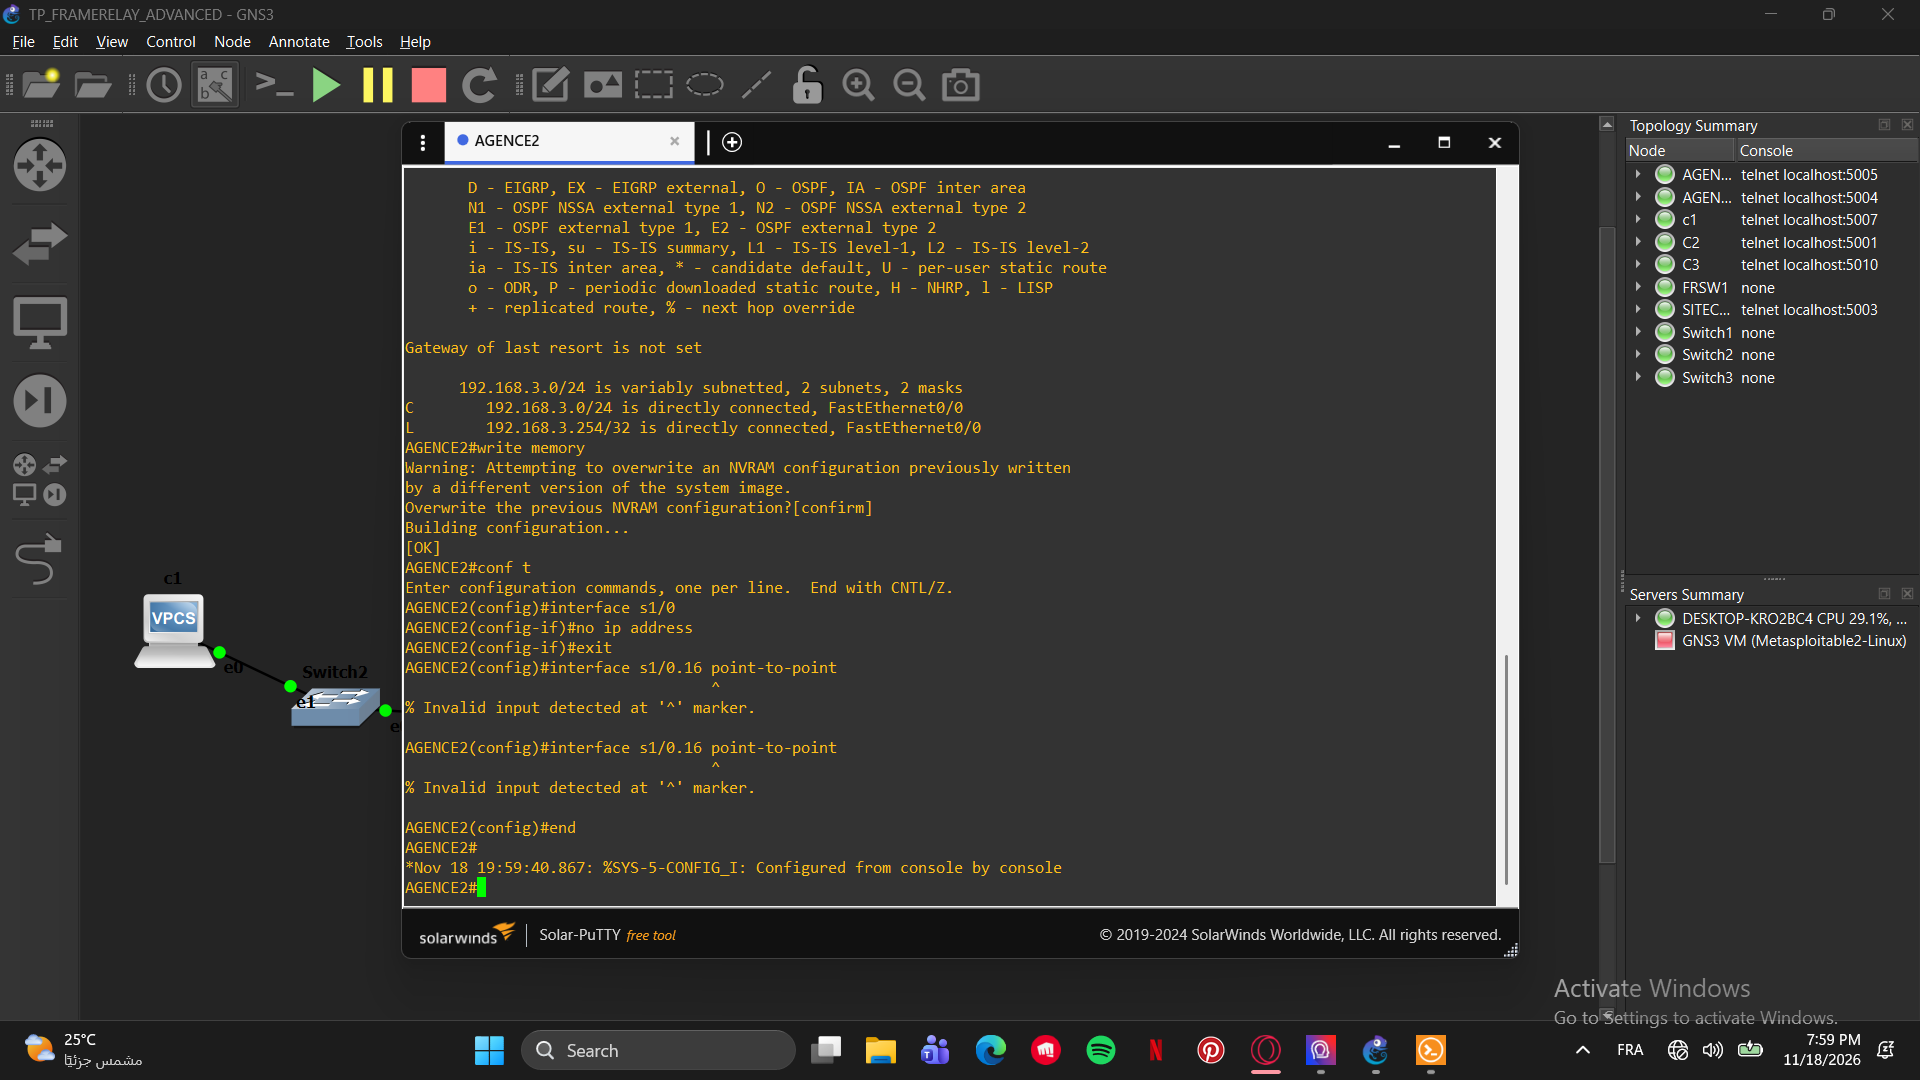 TP_FRAMERELAY_ADVANCED - GNS3
File Edit View Control Node Annotate Tools Help
AGENCE2
D - EIGRP, EX - EIGRP external, O - OSPF, IA - OSPF inter area
N1 - OSPF NSSA external type 1, N2 - OSPF NSSA external type 2
E1 - OSPF external type 1, E2 - OSPF external type 2
i - IS-IS, su - IS-IS summary, L1 - IS-IS level-1, L2 - IS-IS level-2
ia - IS-IS inter area, * - candidate default, U - per-user static route
o - ODR, P - periodic downloaded static route, H - NHRP, l - LISP
+ - replicated route, % - next hop override
Gateway of last resort is not set
192.168.3.0/24 is variably subnetted, 2 subnets, 2 masks
C 192.168.3.0/24 is directly connected, FastEthernet0/0
L 192.168.3.254/32 is directly connected, FastEthernet0/0
AGENCE2#write memory
Warning: Attempting to overwrite an NVRAM configuration previously written
by a different version of the system image.
Overwrite the previous NVRAM configuration?[confirm]
Building configuration...
[OK]
AGENCE2#conf t
Enter configuration commands, one per line.  End with CNTL/Z.
AGENCE2(config)#interface s1/0
AGENCE2(config-if)#no ip address
AGENCE2(config-if)#exit
AGENCE2(config)#interface s1/0.16 point-to-point
^
% Invalid input detected at '^' marker.
AGENCE2(config)#interface s1/0.16 point-to-point
^
% Invalid input detected at '^' marker.
AGENCE2(config)#end
AGENCE2#
*Nov 18 19:59:40.867: %SYS-5-CONFIG_I: Configured from console by console
AGENCE2#
solarwinds
Solar-PuTTY free tool
© 2019-2024 SolarWinds Worldwide, LLC. All rights reserved.
c1
VPCS
e0
Switch2
e1
e
Topology Summary
Node Console
AGEN... telnet localhost:5005
AGEN... telnet localhost:5004
c1 telnet localhost:5007
C2 telnet localhost:5001
C3 telnet localhost:5010
FRSW1 none
SITEC... telnet localhost:5003
Switch1 none
Switch2 none
Switch3 none
Servers Summary
DESKTOP-KRO2BC4 CPU 29.1%, ...
GNS3 VM (Metasploitable2-Linux)
Activate Windows
Go to Settings to activate Windows.
25°C
مشمس جزئيًا
Search
FRA
7:59 PM
11/18/2026